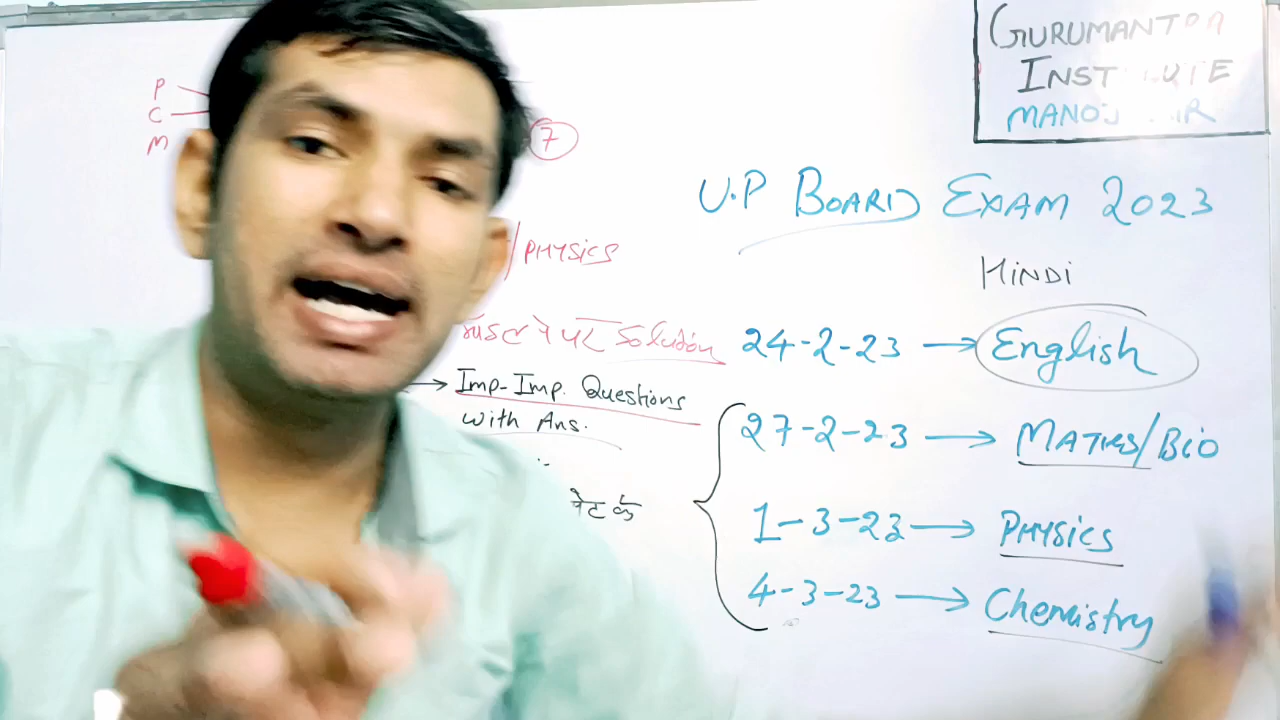 GURUMANTRA
INSTITUTE
MANOJ SIR
P
C
M
7
U.P BOARD EXAM 2023
/PHYSICS
HINDI
Solution
24-2-23 → English
→ Imp-Imp. Questions
with Ans.
27-2-23 → MATHS/BIO
1-3-23 → PHYSICS
4-3-23 → Chemistry